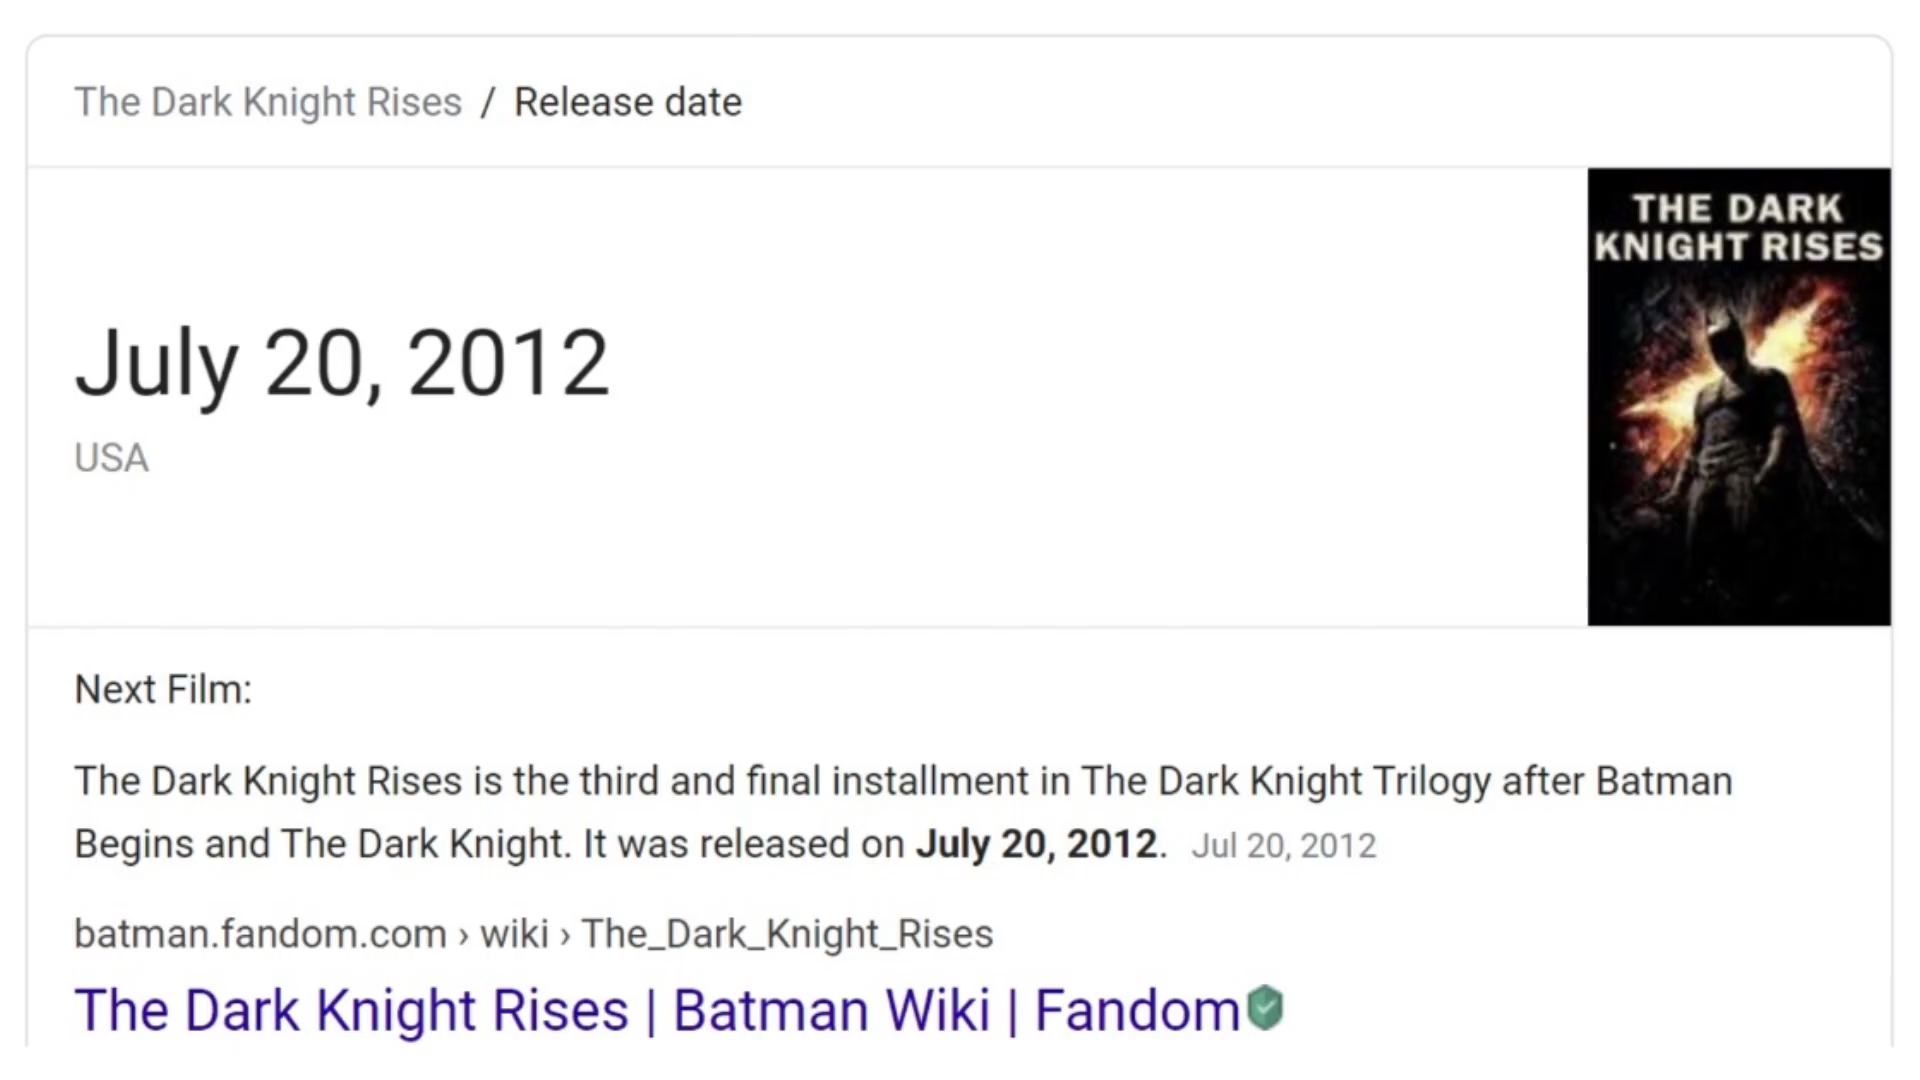 The Dark Knight Rises / Release date
THE DARK
KNIGHT RISES
July 20, 2012
USA
Next Film:
The Dark Knight Rises is the third and final installment in The Dark Knight Trilogy after Batman
Begins and The Dark Knight. It was released on July 20, 2012. Jul 20, 2012
batman.fandom.com › wiki › The_Dark_Knight_Rises
The Dark Knight Rises | Batman Wiki | Fandom